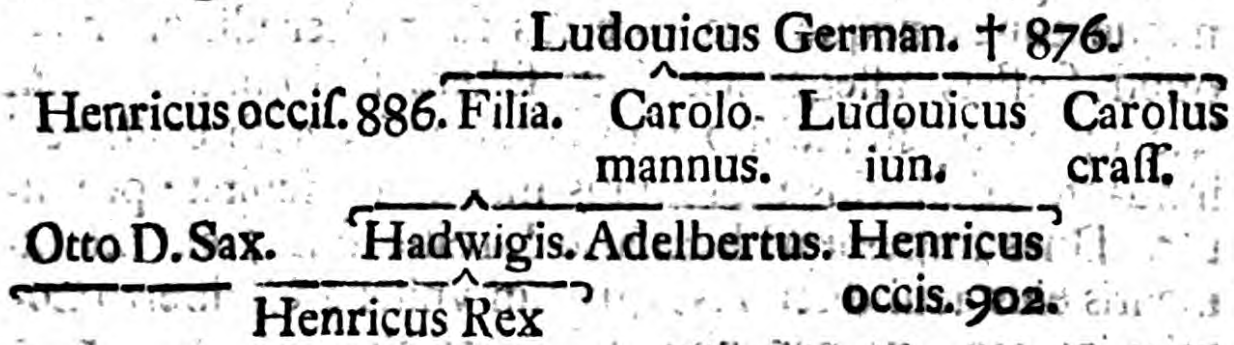 Ludouicus German. † 876.
Henricus occiſ. 886. Filia. Carolo- Ludouicus Carolus
mannus. iun. craſſ.
Otto D. Sax. Hadwigis. Adelbertus. Henricus
occis. 902.
Henricus Rex